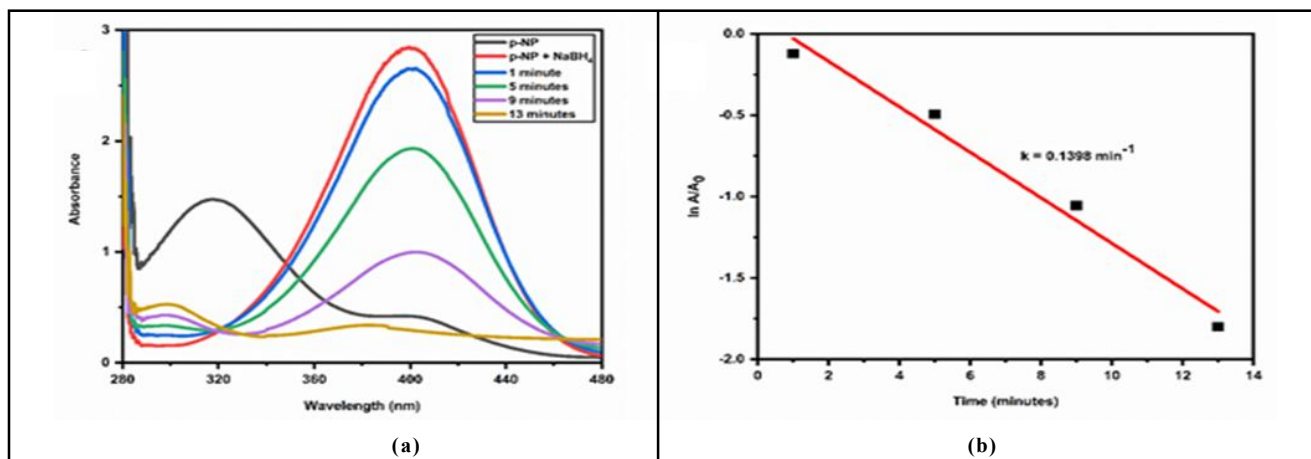 3
2
1
0
280
320
360
400
440
480
Absorbance
Wavelength (nm)
p-NP
p-NP + NaBH₄
1 minute
5 minutes
9 minutes
13 minutes
(a)
0.0
-0.5
-1.0
-1.5
-2.0
0
2
4
6
8
10
12
14
ln A/A₀
Time (minutes)
k = 0.1398 min⁻¹
(b)